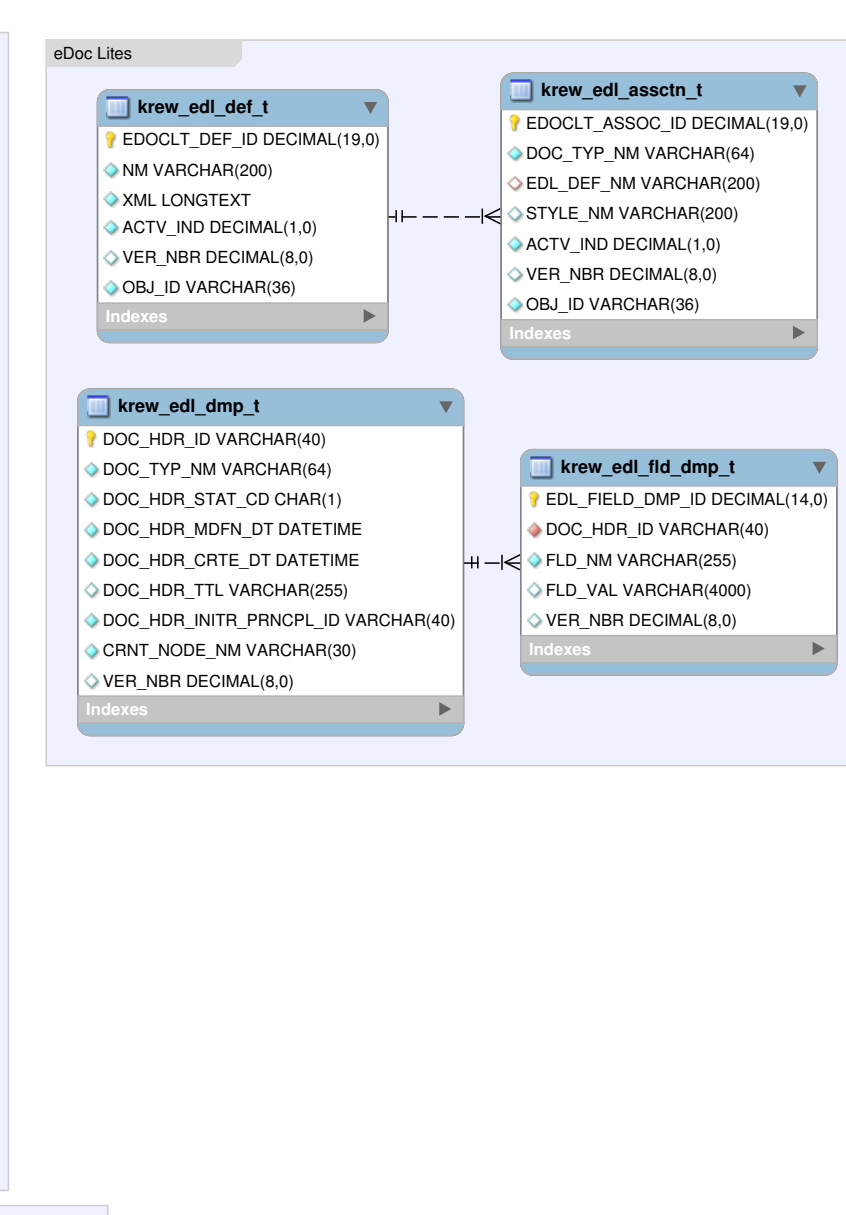 eDoc Lites
krew_edl_def_t
EDOCLT_DEF_ID DECIMAL(19,0)
NM VARCHAR(200)
XML LONGTEXT
ACTV_IND DECIMAL(1,0)
VER_NBR DECIMAL(8,0)
OBJ_ID VARCHAR(36)
Indexes
krew_edl_assctn_t
EDOCLT_ASSOC_ID DECIMAL(19,0)
DOC_TYP_NM VARCHAR(64)
EDL_DEF_NM VARCHAR(200)
STYLE_NM VARCHAR(200)
ACTV_IND DECIMAL(1,0)
VER_NBR DECIMAL(8,0)
OBJ_ID VARCHAR(36)
Indexes
krew_edl_dmp_t
DOC_HDR_ID VARCHAR(40)
DOC_TYP_NM VARCHAR(64)
DOC_HDR_STAT_CD CHAR(1)
DOC_HDR_MDFN_DT DATETIME
DOC_HDR_CRTE_DT DATETIME
DOC_HDR_TTL VARCHAR(255)
DOC_HDR_INITR_PRNCPL_ID VARCHAR(40)
CRNT_NODE_NM VARCHAR(30)
VER_NBR DECIMAL(8,0)
Indexes
krew_edl_fld_dmp_t
EDL_FIELD_DMP_ID DECIMAL(14,0)
DOC_HDR_ID VARCHAR(40)
FLD_NM VARCHAR(255)
FLD_VAL VARCHAR(4000)
VER_NBR DECIMAL(8,0)
Indexes